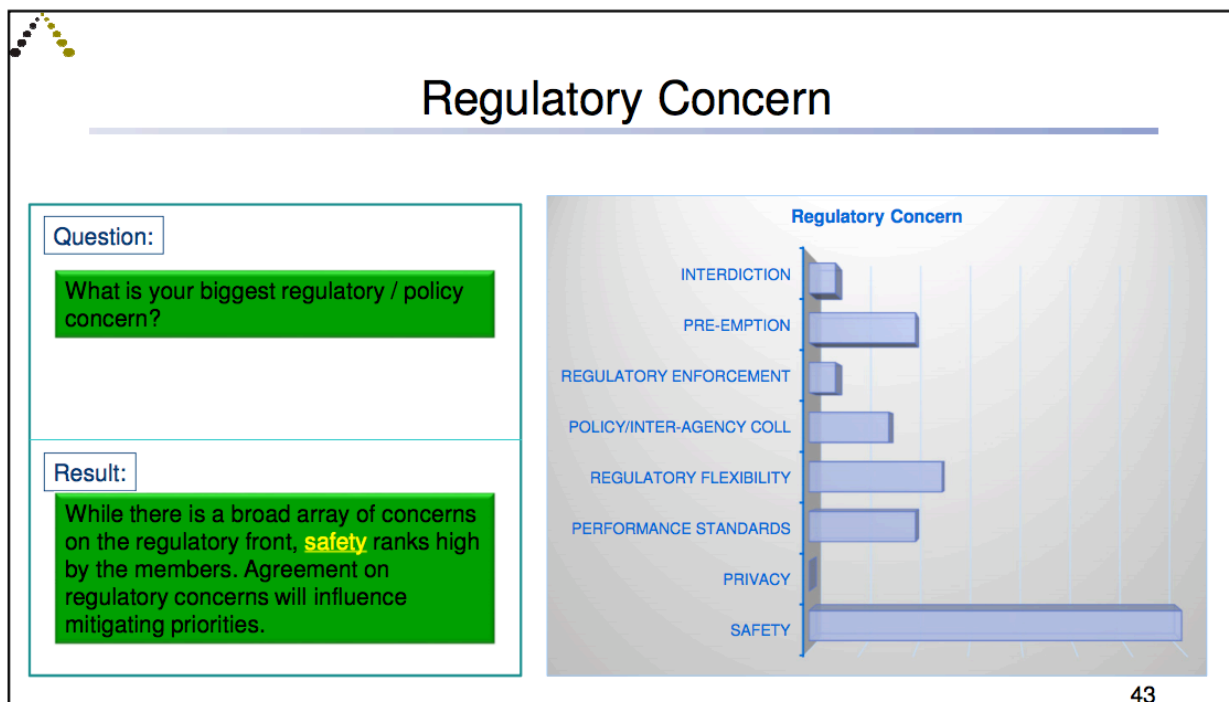 Regulatory Concern
Question:
What is your biggest regulatory / policy
concern?
Result:
While there is a broad array of concerns
on the regulatory front, safety ranks high
by the members. Agreement on
regulatory concerns will influence
mitigating priorities.
Regulatory Concern
INTERDICTION
PRE-EMPTION
REGULATORY ENFORCEMENT
POLICY/INTER-AGENCY COLL
REGULATORY FLEXIBILITY
PERFORMANCE STANDARDS
PRIVACY
SAFETY
43